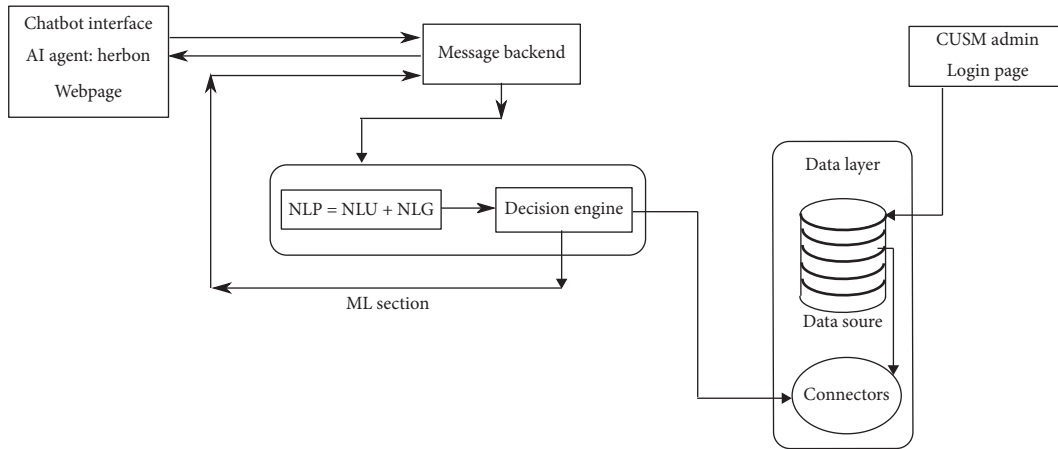 Chatbot interface
AI agent: herbon
Webpage
Message backend
CUSM admin
Login page
NLP = NLU + NLG
Decision engine
ML section
Data layer
Data soure
Connectors